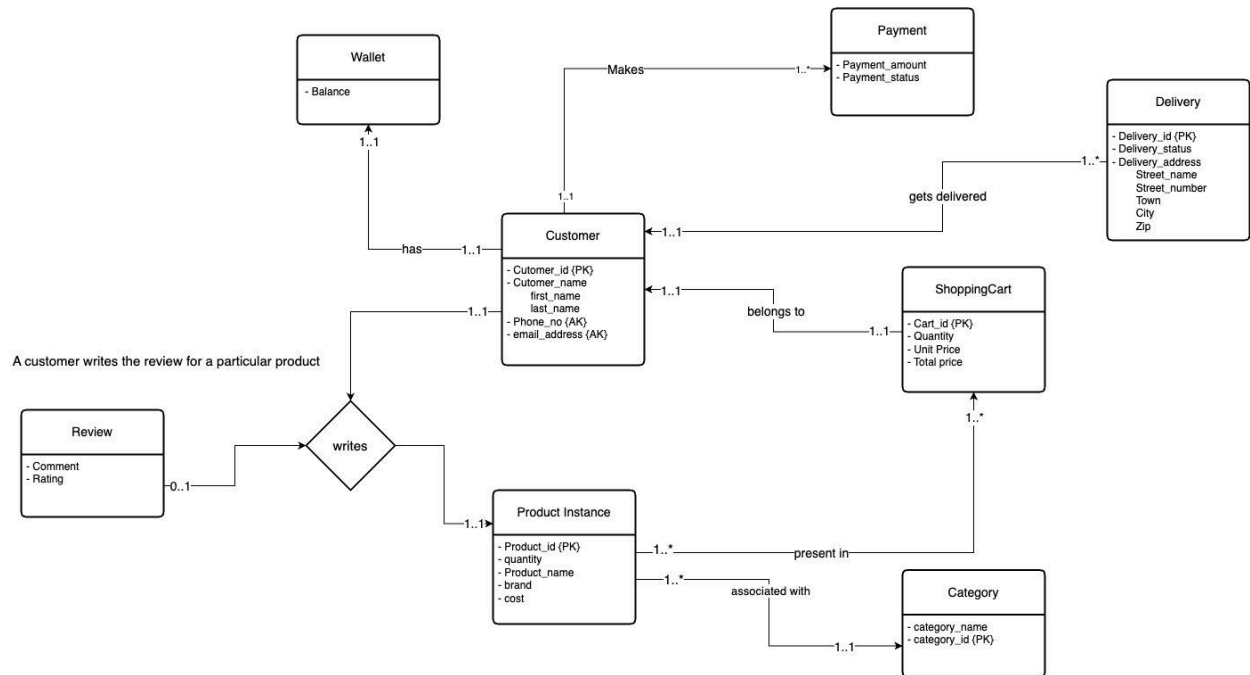 Payment
- Payment_amount
- Payment_status
Wallet
- Balance
Makes
1..*
1..1
Delivery
- Delivery_id {PK}
- Delivery_status
- Delivery_address
Street_name
Street_number
Town
City
Zip
1..*
gets delivered
1..1
1..1
Customer
- Cutomer_id {PK}
- Cutomer_name
first_name
last_name
- Phone_no {AK}
- email_address {AK}
has
1..1
1..1
1..1
belongs to
1..1
ShoppingCart
- Cart_id {PK}
- Quantity
- Unit Price
- Total price
A customer writes the review for a particular product
Review
- Comment
- Rating
0..1
writes
1..*
1..1
Product Instance
- Product_id {PK}
- quantity
- Product_name
- brand
- cost
1..*
present in
1..*
associated with
1..1
Category
- category_name
- category_id {PK}